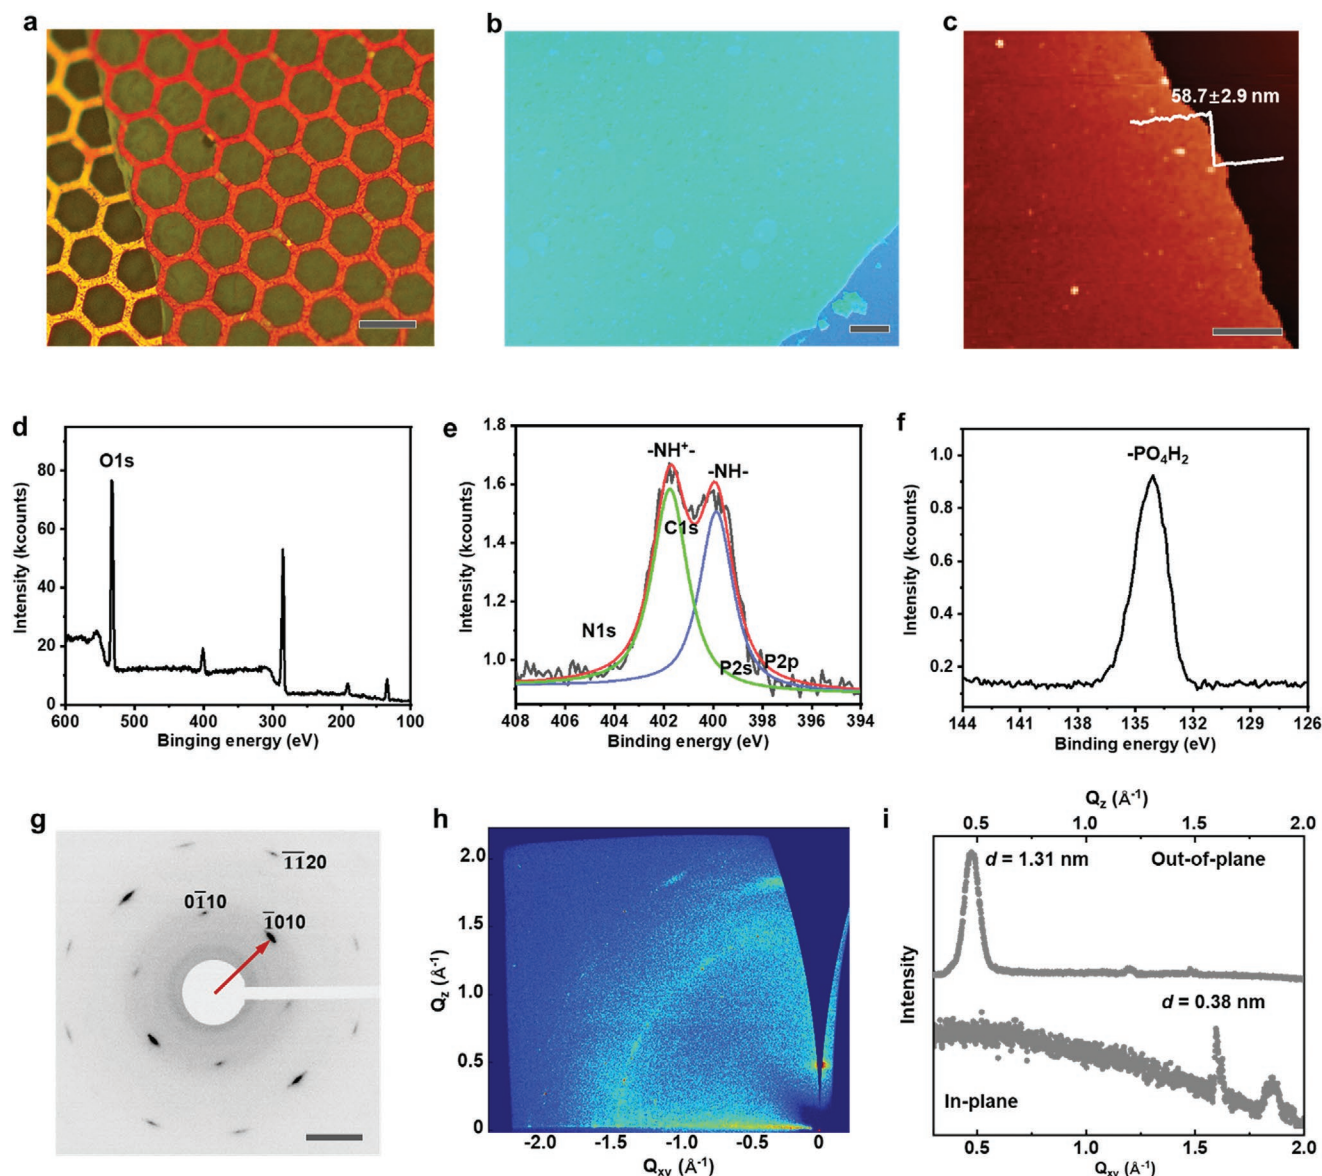 a
b
c
58.7±2.9 nm
d
O1s
80
60
40
20
0
600
500
400
300
200
100
Intensity (kcounts)
Binging energy (eV)
e
-NH⁺-
-NH-
C1s
N1s
P2s
P2p
1.8
1.6
1.4
1.2
1.0
408
406
404
402
400
398
396
394
Intensity (kcounts)
Binding energy (eV)
f
-PO₄H₂
1.0
0.8
0.6
0.4
0.2
144
141
138
135
132
129
126
Intensity (kcounts)
Binding energy (eV)
g
1̅1̅20
01̅10
1̅010
h
2.0
1.5
1.0
0.5
0
-2.0
-1.5
-1.0
-0.5
0
Qz (Å⁻¹)
Qxy (Å⁻¹)
i
Qz (Å⁻¹)
0.5
1.0
1.5
2.0
d = 1.31 nm
Out-of-plane
d = 0.38 nm
In-plane
Intensity
0.5
1.0
1.5
2.0
Qxy (Å⁻¹)